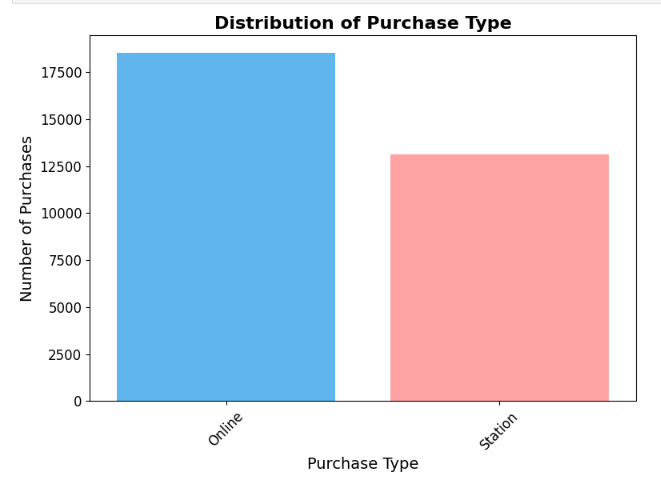 Distribution of Purchase Type
Number of Purchases
17500
15000
12500
10000
7500
5000
2500
0
Online
Station
Purchase Type